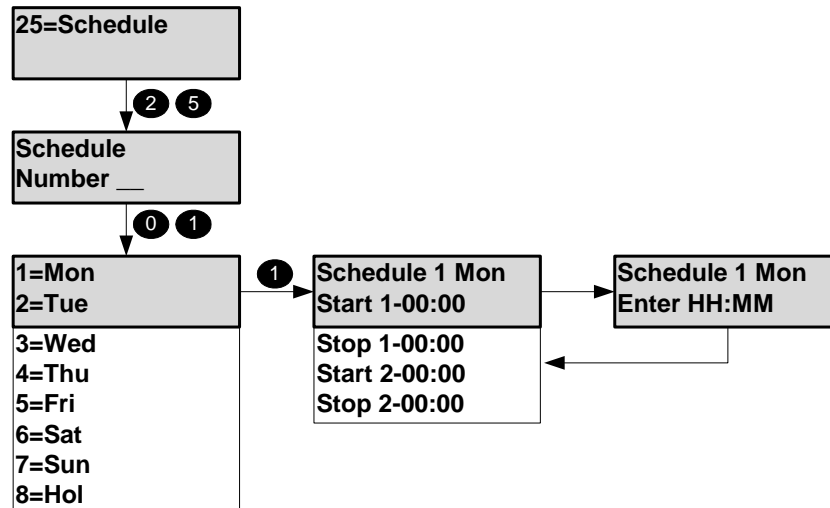 25=Schedule
2 5
Schedule
Number __
0 1
1=Mon
2=Tue
3=Wed
4=Thu
5=Fri
6=Sat
7=Sun
8=Hol
1
Schedule 1 Mon
Start 1-00:00
Stop 1-00:00
Start 2-00:00
Stop 2-00:00
Schedule 1 Mon
Enter HH:MM